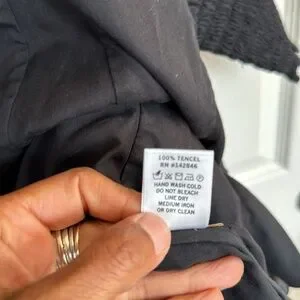 100% TENCEL
RN #142846
HAND WASH COLD
DO NOT BLEACH
LINE DRY
MEDIUM IRON
OR DRY CLEAN